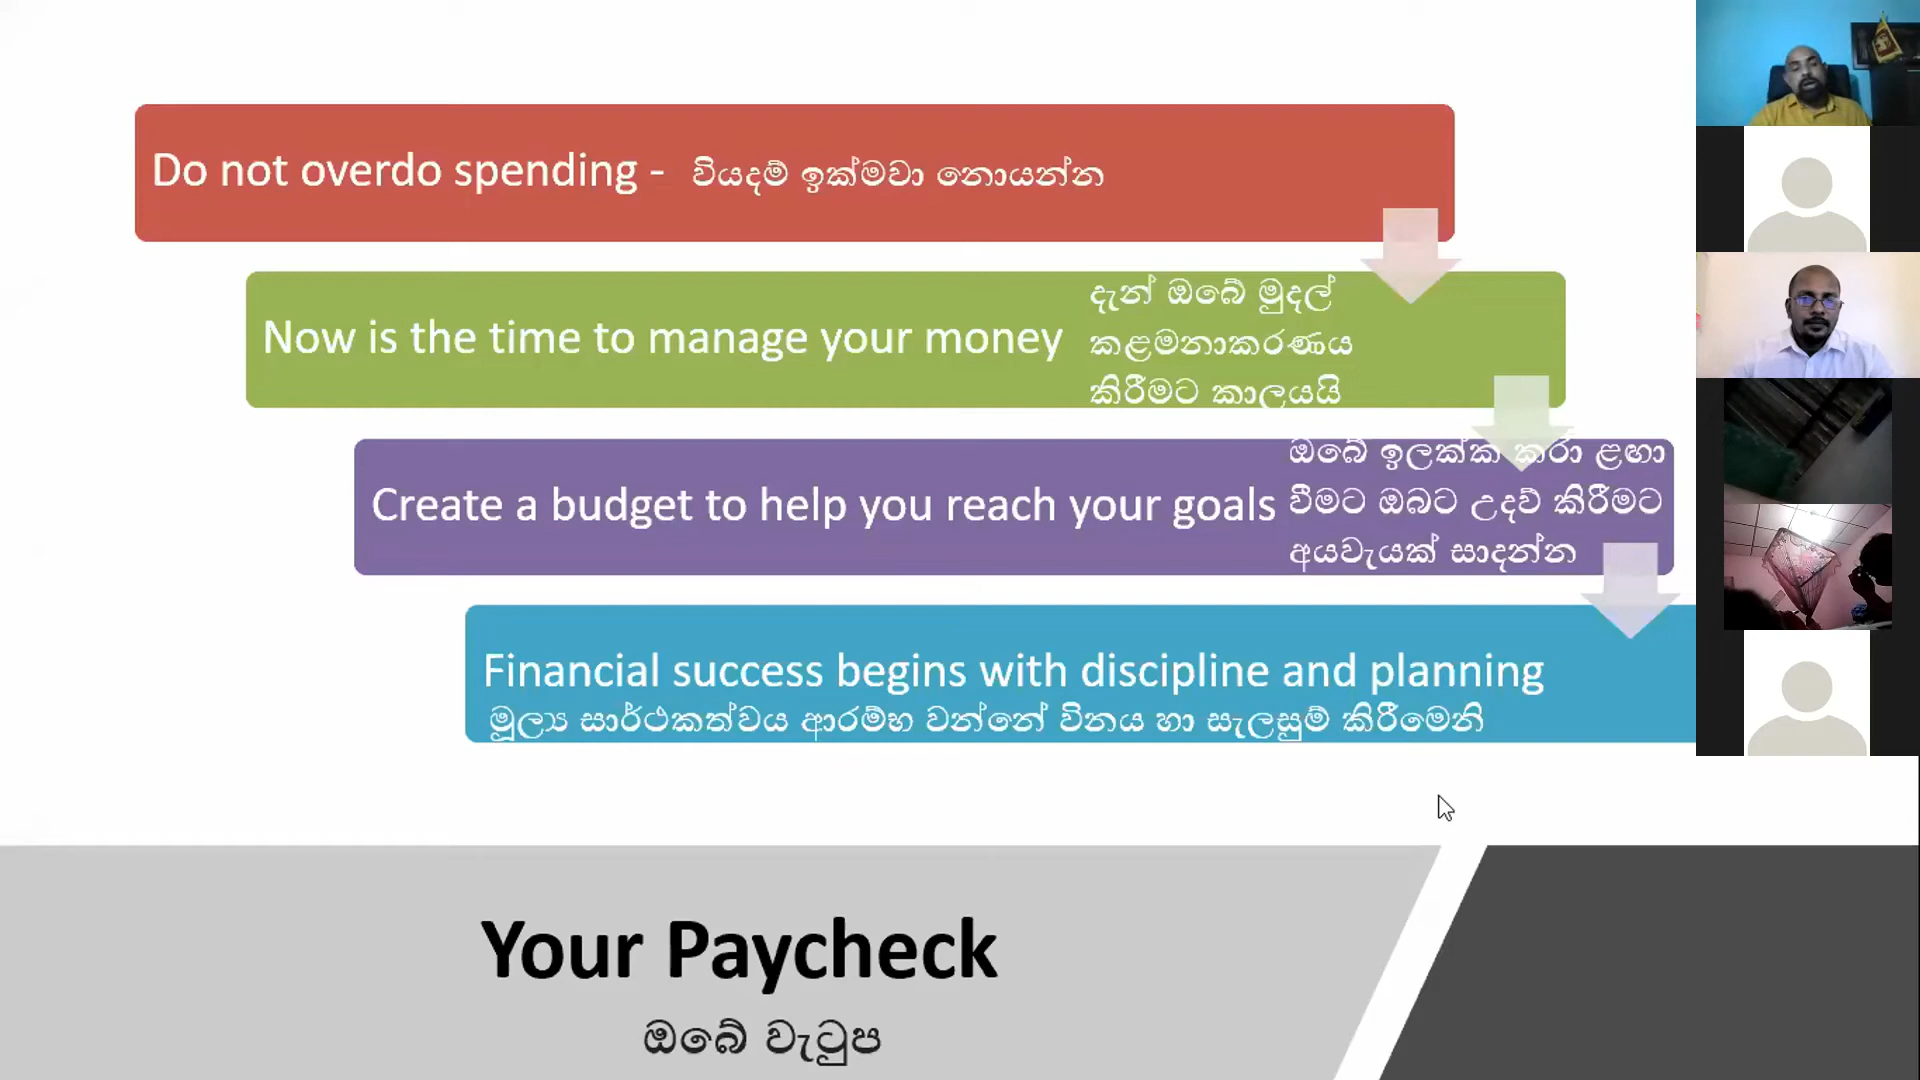 Do not overdo spending - වියදම් ඉක්මවා නොයන්න
Now is the time to manage your money
දැන් ඔබේ මුදල්
කළමනාකරණය
කිරීමට කාලයයි
Create a budget to help you reach your goals
ඔබේ ඉලක්ක කරා ළඟා
වීමට ඔබට උදව් කිරීමට
අයවැයක් සාදන්න
Financial success begins with discipline and planning
මූල්‍ය සාර්ථකත්වය ආරම්භ වන්නේ විනය හා සැලසුම් කිරීමෙනි
Your Paycheck
ඔබේ වැටුප